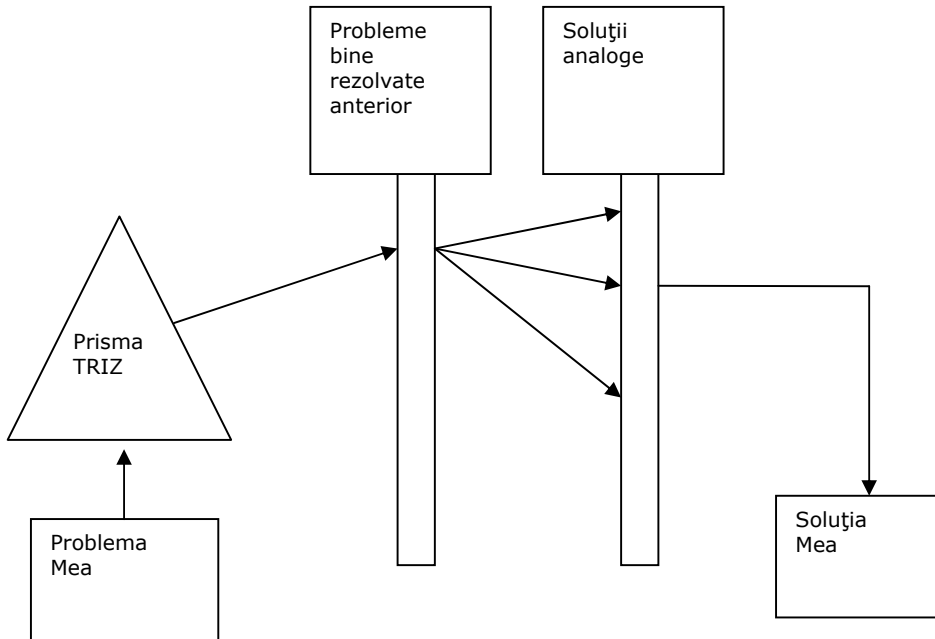 Probleme
bine
rezolvate
anterior
Soluţii
analoge
Prisma
TRIZ
Problema
Mea
Soluţia
Mea